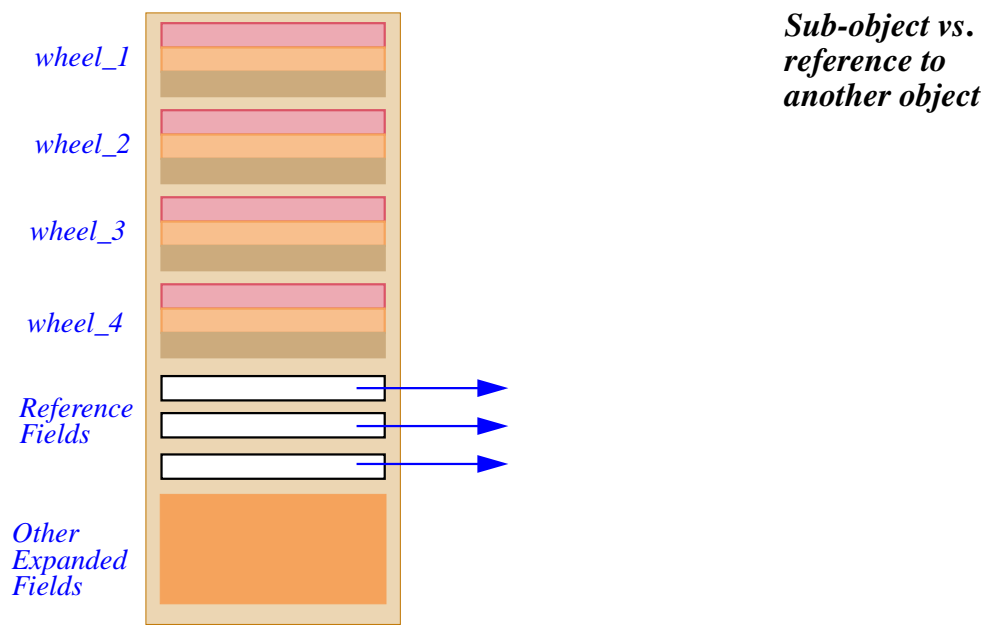 wheel_1
Sub-object vs.
reference to
another object
wheel_2
wheel_3
wheel_4
Reference
Fields
Other
Expanded
Fields